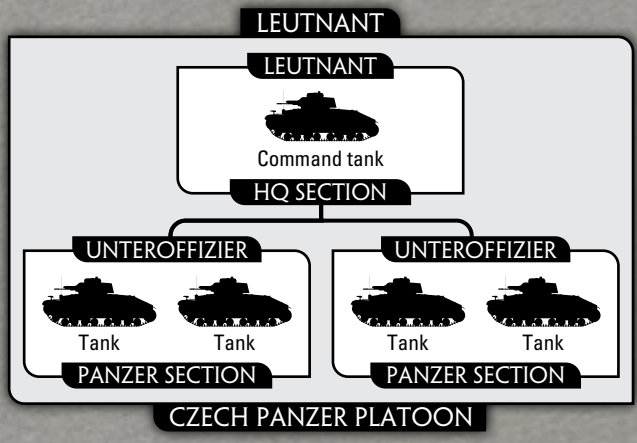 LEUTNANT
LEUTNANT
Command tank
HQ SECTION
UNTEROFFIZIER
Tank Tank
PANZER SECTION
UNTEROFFIZIER
Tank Tank
PANZER SECTION
CZECH PANZER PLATOON